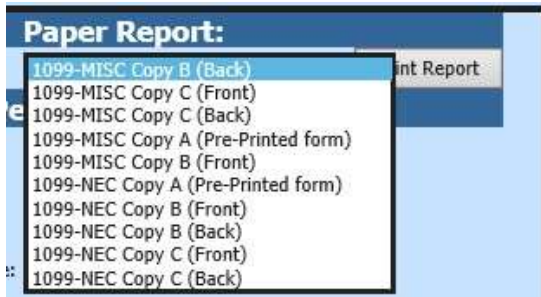 Paper Report:
1099-MISC Copy B (Back)
int Report
1099-MISC Copy C (Front)
1099-MISC Copy C (Back)
1099-MISC Copy A (Pre-Printed form)
1099-MISC Copy B (Front)
1099-NEC Copy A (Pre-Printed form)
1099-NEC Copy B (Front)
1099-NEC Copy B (Back)
1099-NEC Copy C (Front)
1099-NEC Copy C (Back)